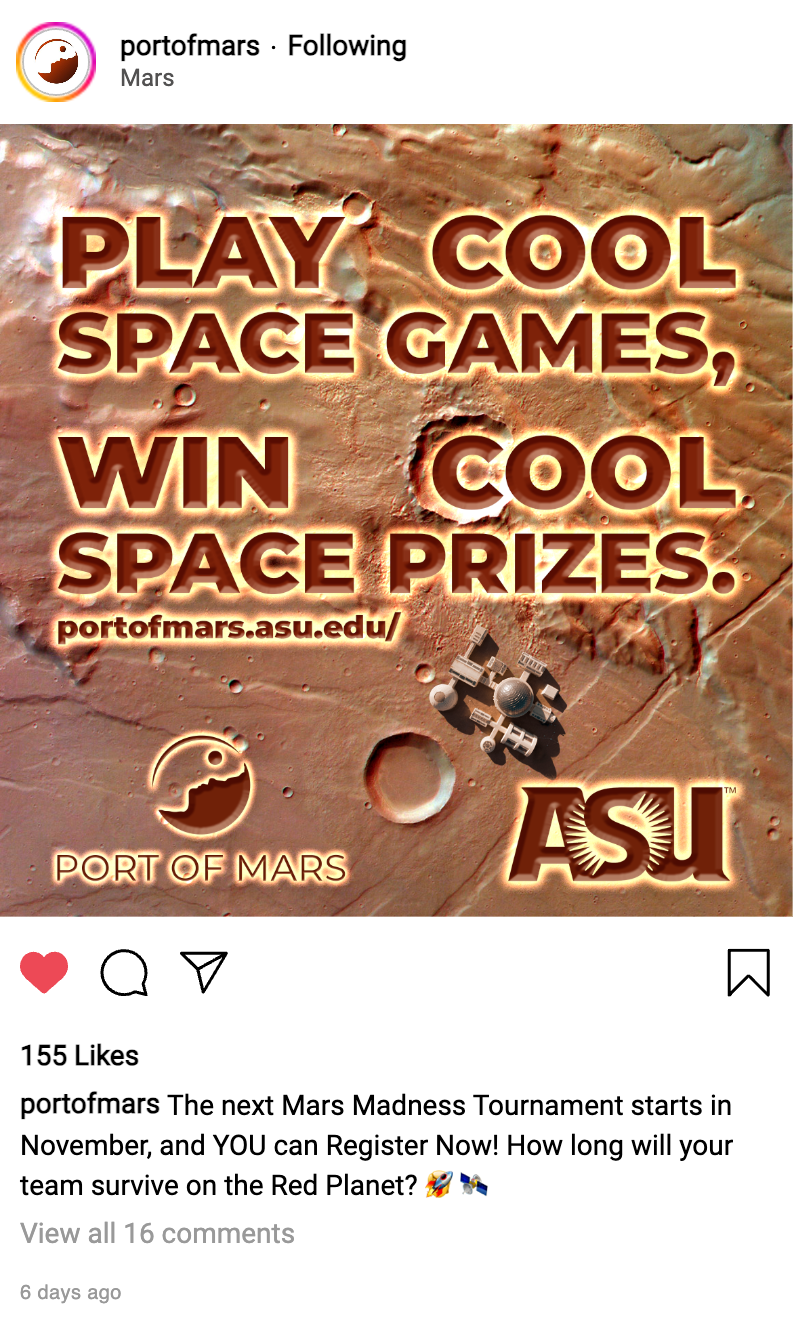 portofmars · Following
Mars
PLAY COOL
SPACE GAMES,
WIN COOL
SPACE PRIZES.
portofmars.asu.edu/
PORT OF MARS
ASU™
155 Likes
portofmars The next Mars Madness Tournament starts in
November, and YOU can Register Now! How long will your
team survive on the Red Planet? 🚀 🛰️
View all 16 comments
6 days ago